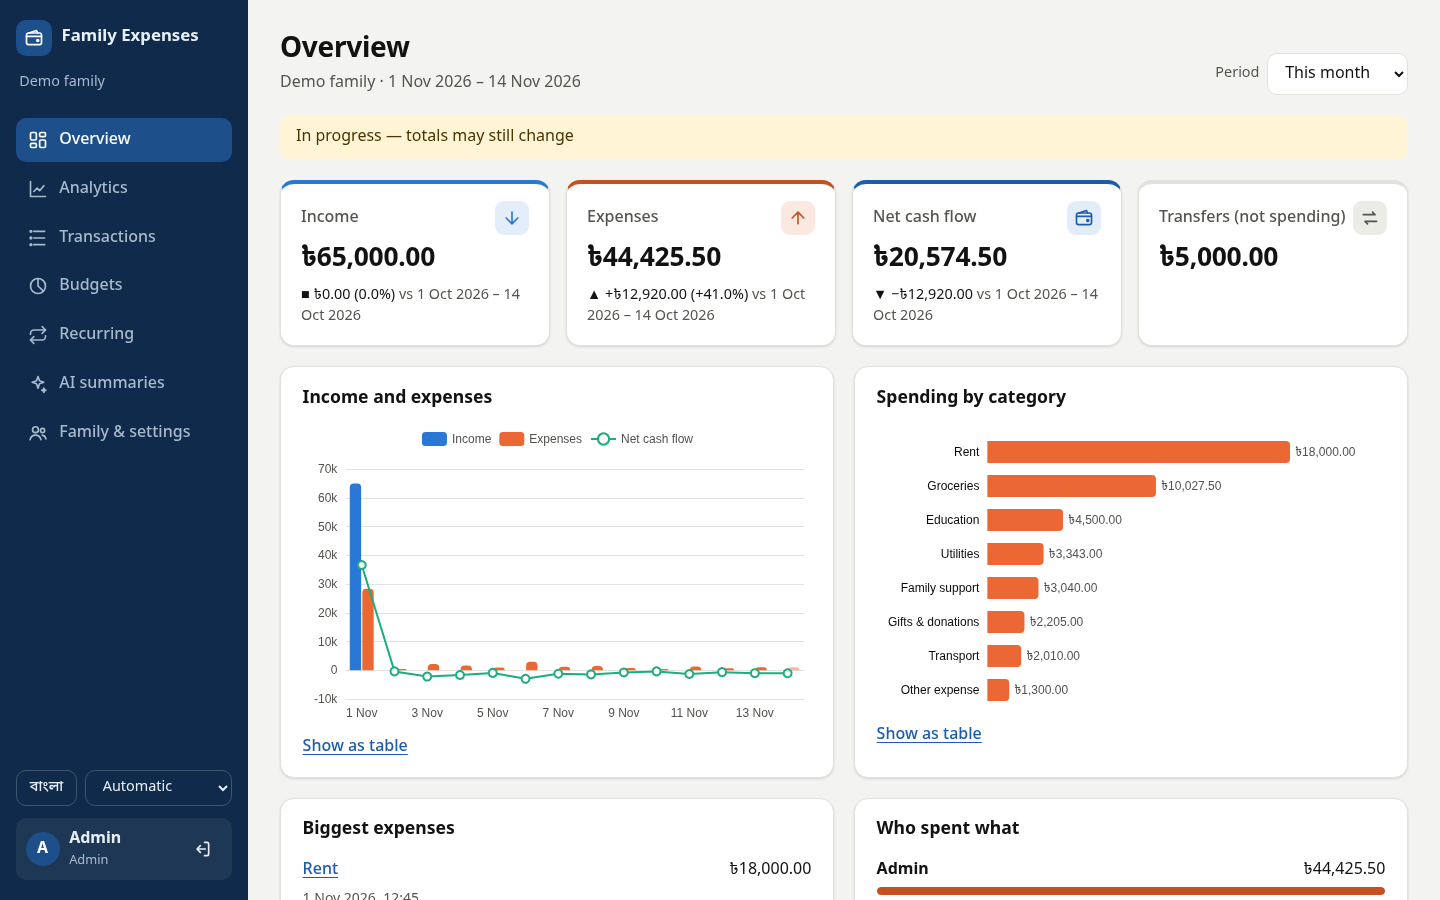 Family Expenses
Demo family
Overview
Analytics
Transactions
Budgets
Recurring
AI summaries
Family & settings
বাংলা
Automatic
A
Admin
Admin
Overview
Demo family · 1 Nov 2026 – 14 Nov 2026
Period
This month
In progress — totals may still change
Income
৳65,000.00
■ ৳0.00 (0.0%) vs 1 Oct 2026 – 14
Oct 2026
Expenses
৳44,425.50
▲ +৳12,920.00 (+41.0%) vs 1 Oct
2026 – 14 Oct 2026
Net cash flow
৳20,574.50
▼ −৳12,920.00 vs 1 Oct 2026 – 14
Oct 2026
Transfers (not spending)
৳5,000.00
Income and expenses
Income
Expenses
Net cash flow
70k
60k
50k
40k
30k
20k
10k
0
-10k
1 Nov
3 Nov
5 Nov
7 Nov
9 Nov
11 Nov
13 Nov
Show as table
Spending by category
Rent ৳18,000.00
Groceries ৳10,027.50
Education ৳4,500.00
Utilities ৳3,343.00
Family support ৳3,040.00
Gifts & donations ৳2,205.00
Transport ৳2,010.00
Other expense ৳1,300.00
Show as table
Biggest expenses
Rent ৳18,000.00
1 Nov 2026, 12:45
Who spent what
Admin ৳44,425.50